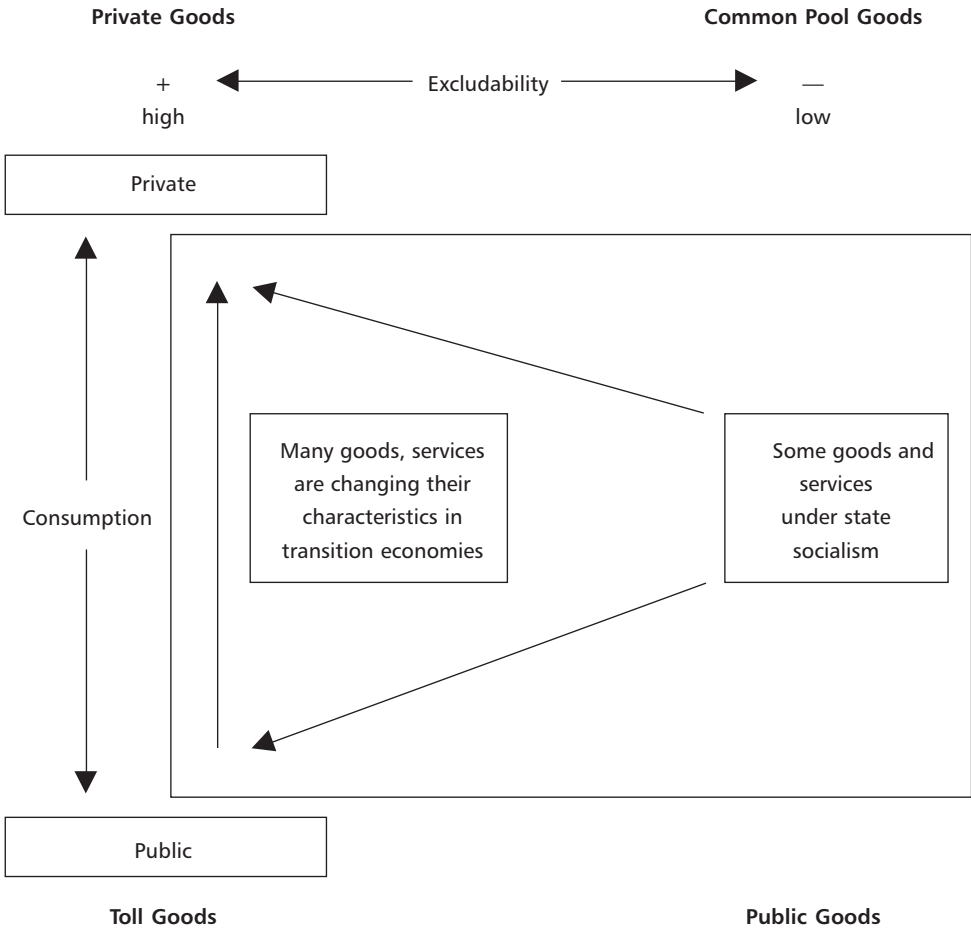 Private Goods
Common Pool Goods
+
Excludability
—
high
low
Private
Many goods, services
are changing their
characteristics in
transition economies
Some goods and
services
under state
socialism
Consumption
Public
Toll Goods
Public Goods